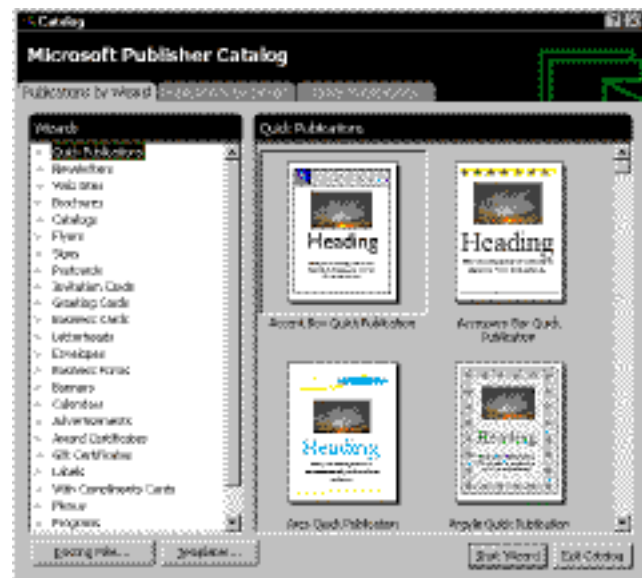 Catalog
Microsoft Publisher Catalog
Publications by Wizard
Wizards
Quick Publications
Quick Publications
Newsletters
Web Sites
Brochures
Catalogs
Flyers
Signs
Postcards
Invitation Cards
Greeting Cards
Business Cards
Letterheads
Envelopes
Business Forms
Banners
Calendars
Advertisements
Award Certificates
Gift Certificates
Labels
With Compliments Cards
Menus
Programs
Heading
Accent Box Quick Publication
Heading
Accessory Bar Quick
Publication
Heading
Arcs Quick Publication
Heading
Argyle Quick Publication
Existing Files...
Templates...
Start Wizard
Exit Catalog